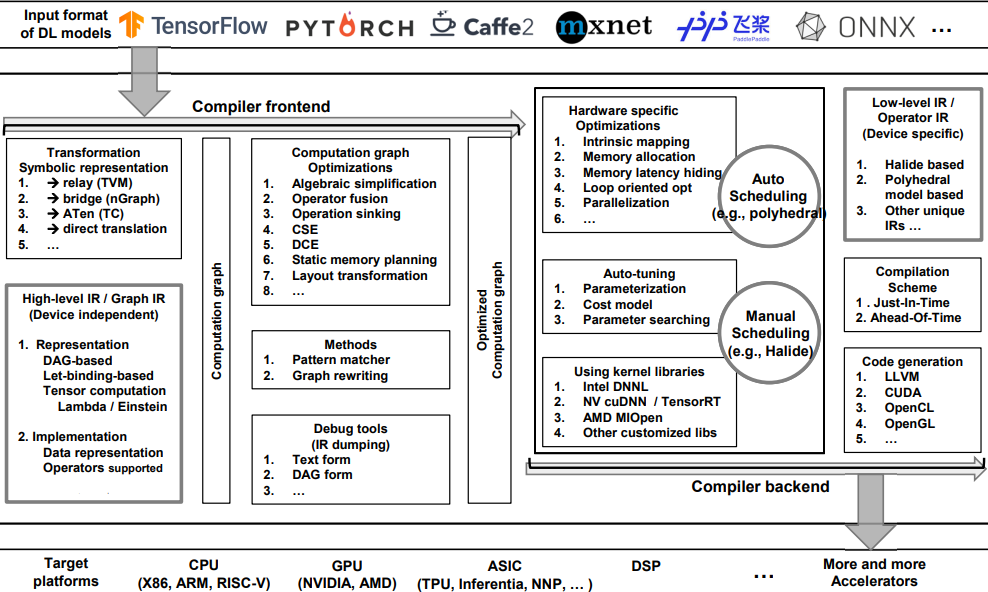 Input format
of DL models
TensorFlow
PYTORCH
Caffe2
mxnet
飞桨
PaddlePaddle
ONNX
...
Compiler frontend
Transformation
Symbolic representation
1. → relay (TVM)
2. → bridge (nGraph)
3. → ATen (TC)
4. → direct translation
5. ...
High-level IR / Graph IR
(Device independent)
1. Representation
DAG-based
Let-binding-based
Tensor computation
Lambda / Einstein
2. Implementation
Data representation
Operators supported
...
Computation graph
Computation graph
Optimizations
1. Algebraic simplification
2. Operator fusion
3. Operation sinking
4. CSE
5. DCE
6. Static memory planning
7. Layout transformation
8. ...
Methods
1. Pattern matcher
2. Graph rewriting
Debug tools
(IR dumping)
1. Text form
2. DAG form
3. ...
Optimized
Computation graph
Hardware specific
Optimizations
1. Intrinsic mapping
2. Memory allocation
3. Memory latency hiding
4. Loop oriented opt
5. Parallelization
6. ...
Auto
Scheduling
(e.g., polyhedral)
Auto-tuning
1. Parameterization
2. Cost model
3. Parameter searching
Manual
Scheduling
(e.g., Halide)
Using kernel libraries
1. Intel DNNL
2. NV cuDNN / TensorRT
3. AMD MIOpen
4. Other customized libs
Low-level IR /
Operator IR
(Device specific)
1. Halide based
2. Polyhedral
model based
3. Other unique
IRs ...
Compilation
Scheme
1 . Just-In-Time
2. Ahead-Of-Time
Code generation
1. LLVM
2. CUDA
3. OpenCL
4. OpenGL
5. ...
Compiler backend
Target
platforms
CPU
(X86, ARM, RISC-V)
GPU
(NVIDIA, AMD)
ASIC
(TPU, Inferentia, NNP, ... )
DSP
...
More and more
Accelerators